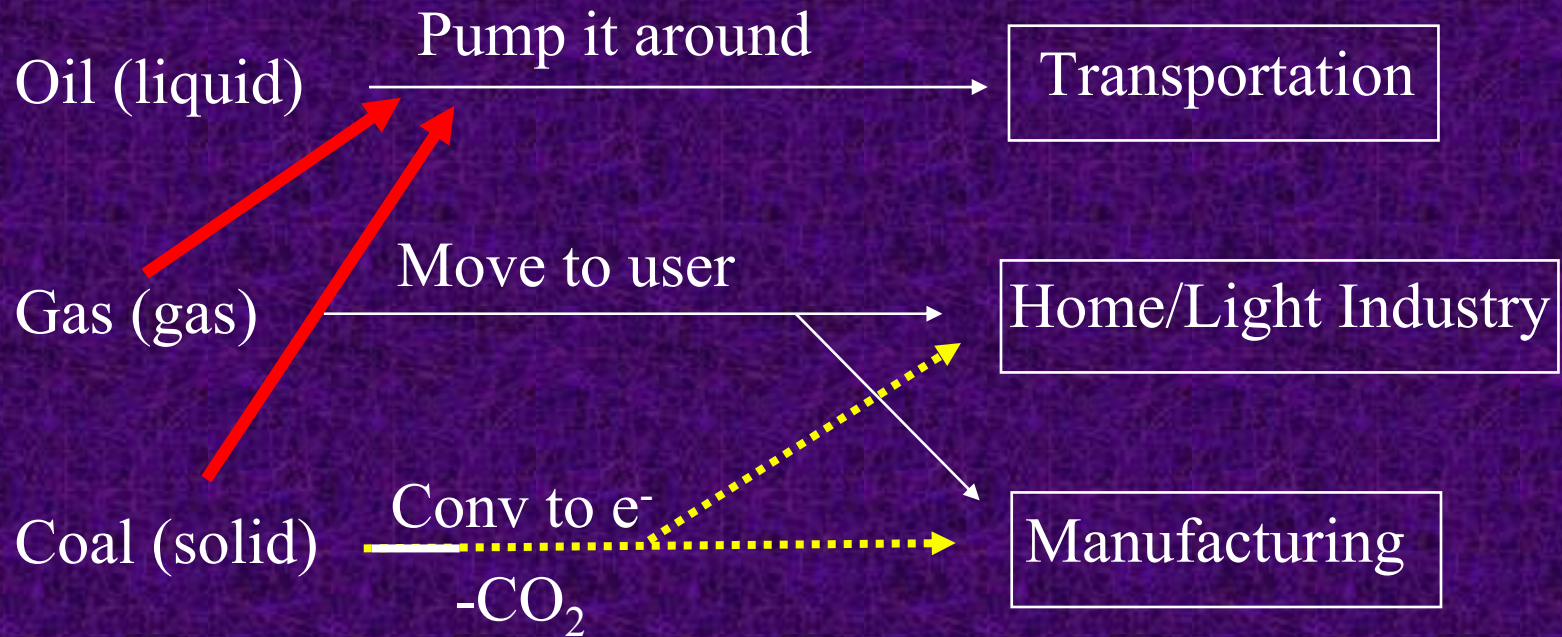 Pump it around
Oil (liquid)
Transportation
Move to user
Gas (gas)
Home/Light Industry
Conv to e⁻
Coal (solid)
Manufacturing
-CO₂